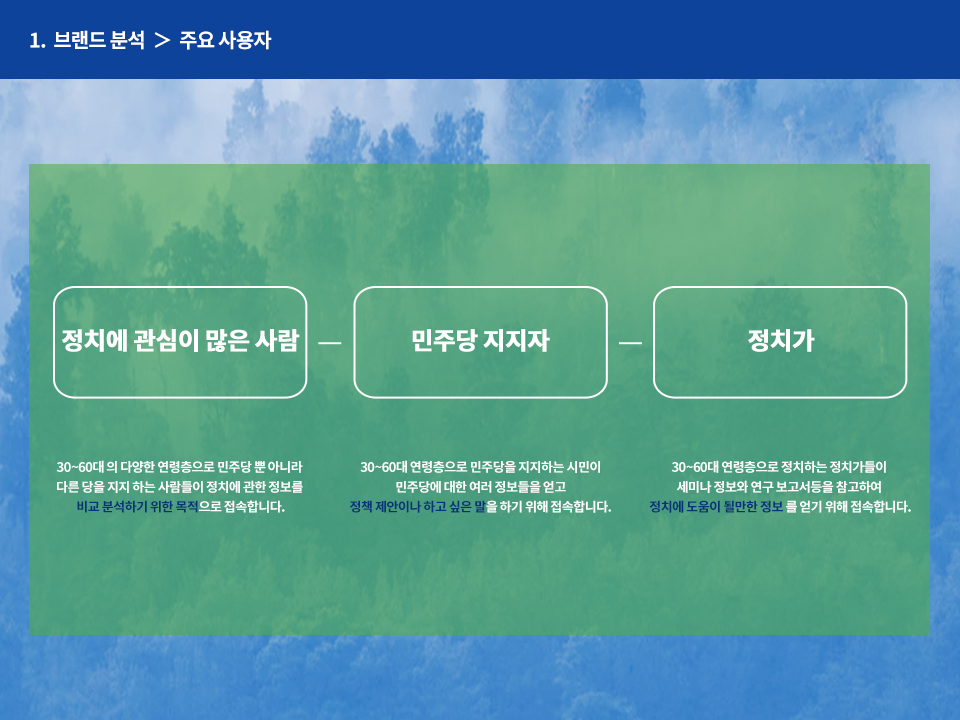 1. 브랜드 분석 > 주요 사용자
정치에 관심이 많은 사람 — 민주당 지지자 — 정치가
30~60대 의 다양한 연령층으로 민주당 뿐 아니라
다른 당을 지지 하는 사람들이 정치에 관한 정보를
비교 분석하기 위한 목적으로 접속합니다.
30~60대 연령층으로 민주당을 지지하는 시민이
민주당에 대한 여러 정보들을 얻고
정책 제안이나 하고 싶은 말을 하기 위해 접속합니다.
30~60대 연령층으로 정치하는 정치가들이
세미나 정보와 연구 보고서등을 참고하여
정치에 도움이 될만한 정보 를 얻기 위해 접속합니다.